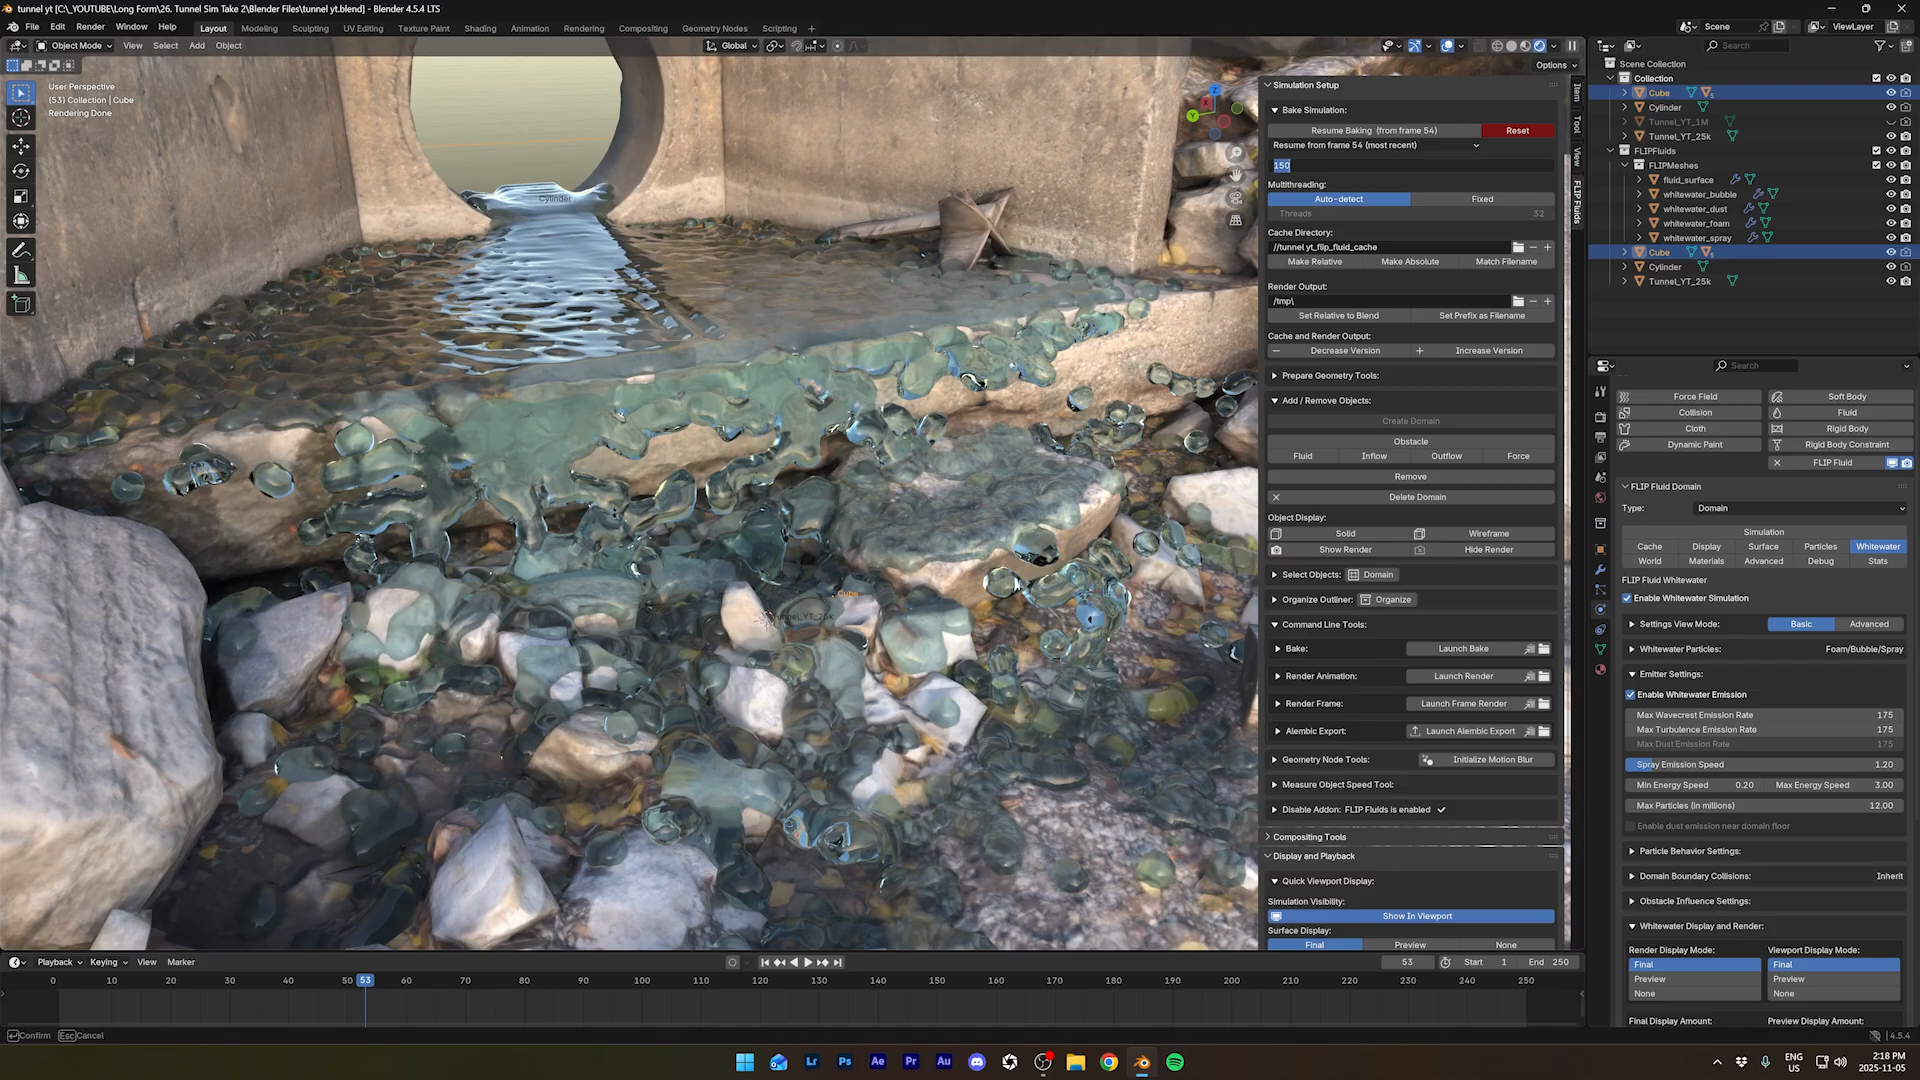 tunnel yt [C:\_YOUTUBE\Long Form\26. Tunnel Sim Take 2\Blender Files\tunnel yt.blend] - Blender 4.5.4 LTS
File Edit Render Window Help
Layout Modeling Sculpting UV Editing Texture Paint Shading Animation Rendering Compositing Geometry Nodes Scripting +
Scene
ViewLayer
Object Mode View Select Add Object
Global
Options
Search
User Perspective
(53) Collection | Cube
Rendering Done
Z
Y
X
Cylinder
Cube
Tunnel_YT_25k
Simulation Setup
Bake Simulation:
Resume Baking (from frame 54)
Reset
Resume from frame 54 (most recent)
150
Multithreading:
Auto-detect Fixed
Threads 32
Cache Directory:
//tunnel yt_flip_fluid_cache
Make Relative Make Absolute Match Filename
Render Output:
/tmp\
Set Relative to Blend Set Prefix as Filename
Cache and Render Output:
Decrease Version Increase Version
Prepare Geometry Tools:
Add / Remove Objects:
Create Domain
Obstacle
Fluid Inflow Outflow Force
Remove
Delete Domain
Object Display:
Solid Wireframe
Show Render Hide Render
Select Objects: Domain
Organize Outliner: Organize
Command Line Tools:
Bake: Launch Bake
Render Animation: Launch Render
Render Frame: Launch Frame Render
Alembic Export: Launch Alembic Export
Geometry Node Tools: Initialize Motion Blur
Measure Object Speed Tool:
Disable Addon: FLIP Fluids is enabled
Compositing Tools
Display and Playback
Quick Viewport Display:
Simulation Visibility:
Show In Viewport
Surface Display:
Final Preview None
Item
Tool
View
FLIP Fluids
Scene Collection
Collection
Cube 5
Cylinder
Tunnel_YT_1M
Tunnel_YT_25k
FLIPFluids
FLIPMeshes
fluid_surface
whitewater_bubble
whitewater_dust
whitewater_foam
whitewater_spray
Cube 5
Cylinder
Tunnel_YT_25k
Search
Force Field Soft Body
Collision Fluid
Cloth Rigid Body
Dynamic Paint Rigid Body Constraint
FLIP Fluid
FLIP Fluid Domain
Type: Domain
Simulation
Cache Display Surface Particles Whitewater
World Materials Advanced Debug Stats
FLIP Fluid Whitewater
Enable Whitewater Simulation
Settings View Mode: Basic Advanced
Whitewater Particles: Foam/Bubble/Spray
Emitter Settings:
Enable Whitewater Emission
Max Wavecrest Emission Rate 175
Max Turbulence Emission Rate 175
Max Dust Emission Rate 175
Spray Emission Speed 1.20
Min Energy Speed 0.20 Max Energy Speed 3.00
Max Particles (in millions) 12.00
Enable dust emission near domain floor
Particle Behavior Settings:
Domain Boundary Collisions: Inherit
Obstacle Influence Settings:
Whitewater Display and Render:
Render Display Mode: Viewport Display Mode:
Final Final
Preview Preview
None None
Final Display Amount: Preview Display Amount:
Playback Keying View Marker
53 Start 1 End 250
0 10 20 30 40 50 53 60 70 80 90 100 110 120 130 140 150 160 170 180 190 200 210 220 230 240 250
Confirm Esc Cancel
4.5.4
Lr Ps Ae Pr Au
ENG
US
2:18 PM
2025-11-05